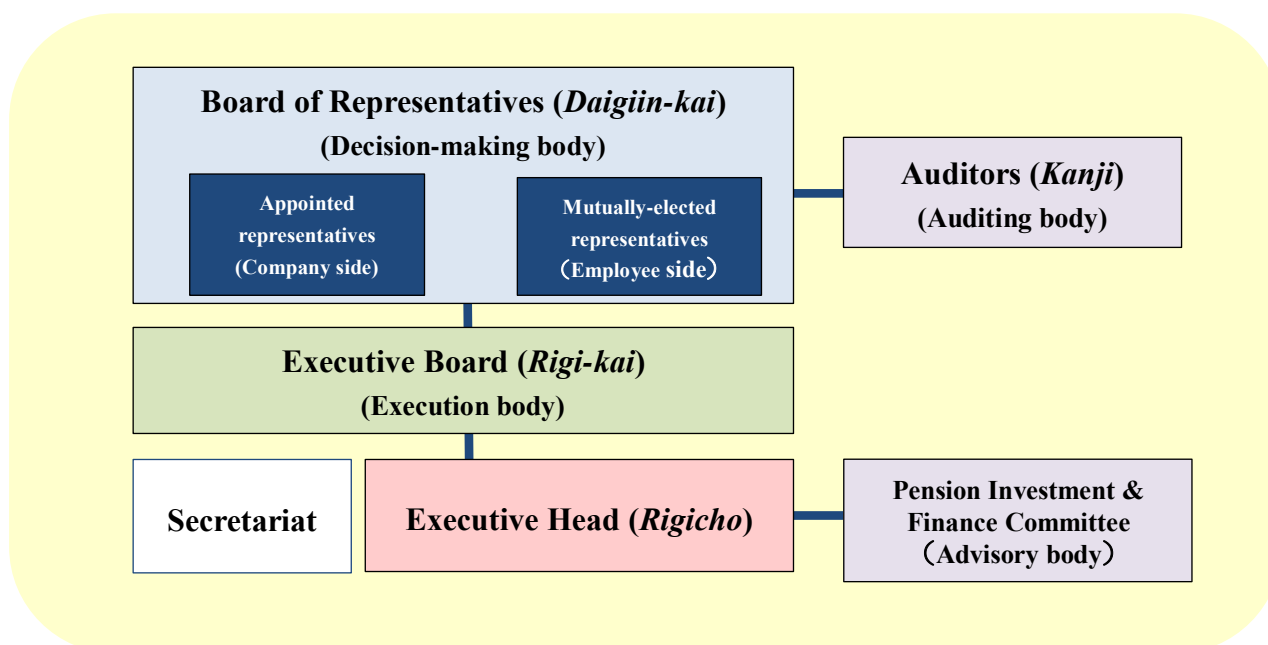 Board of Representatives (Daigiin-kai)
(Decision-making body)
Appointed
representatives
(Company side)
Mutually-elected
representatives
（Employee side）
Auditors (Kanji)
(Auditing body)
Executive Board (Rigi-kai)
(Execution body)
Secretariat
Executive Head (Rigicho)
Pension Investment &
Finance Committee
（Advisory body）